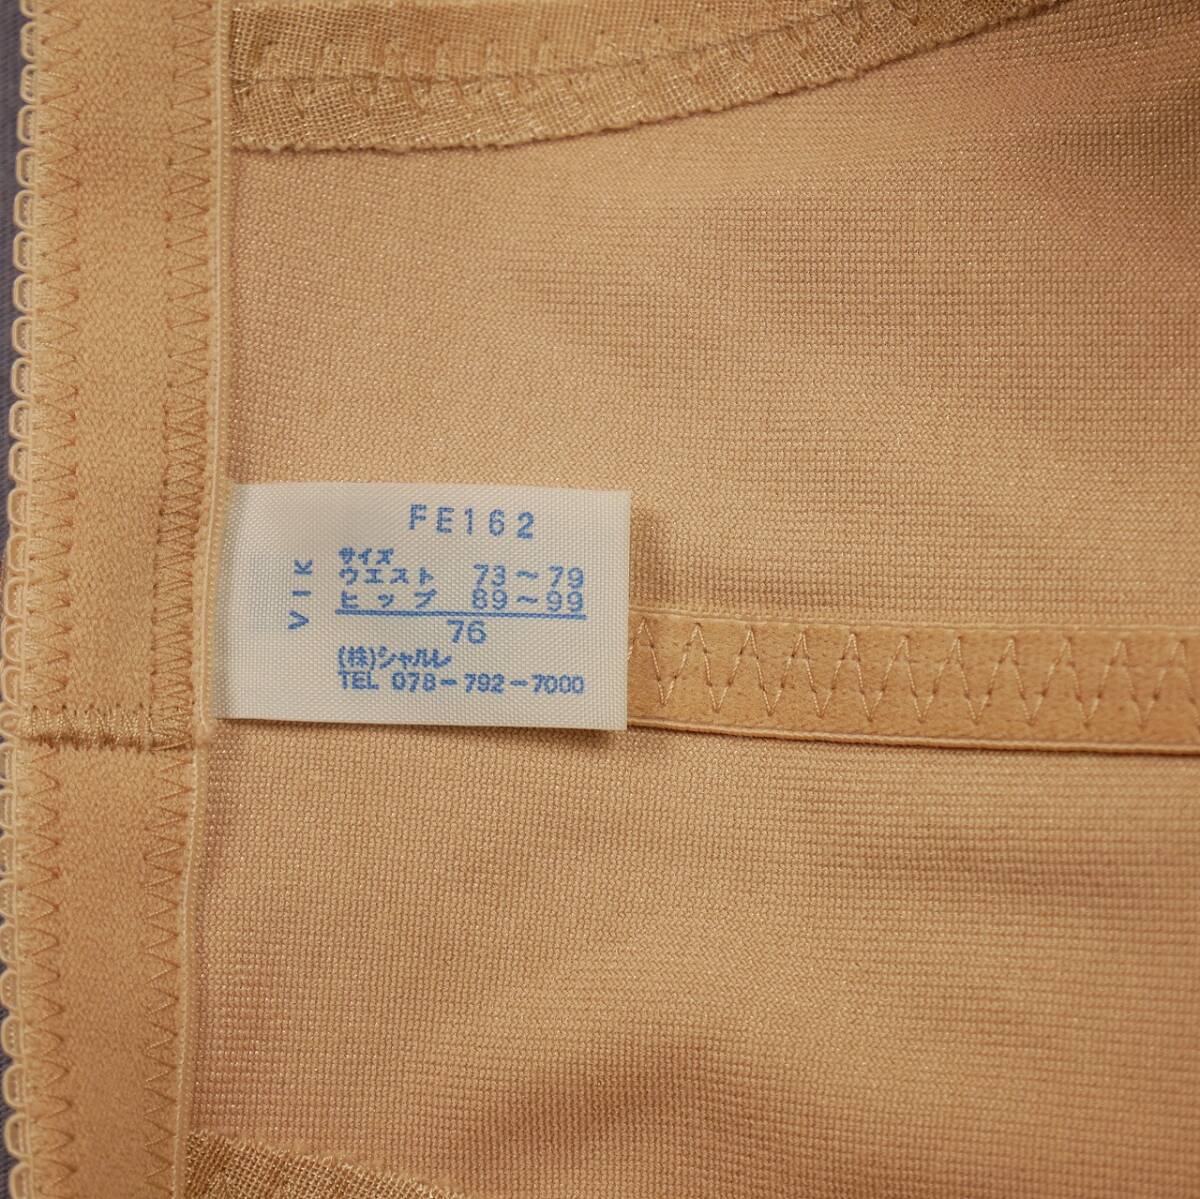 FE162
サイズ
ウエスト 73〜79
ヒップ 89〜99
76
(株)シャルレ
TEL 078-792-7000
VIK